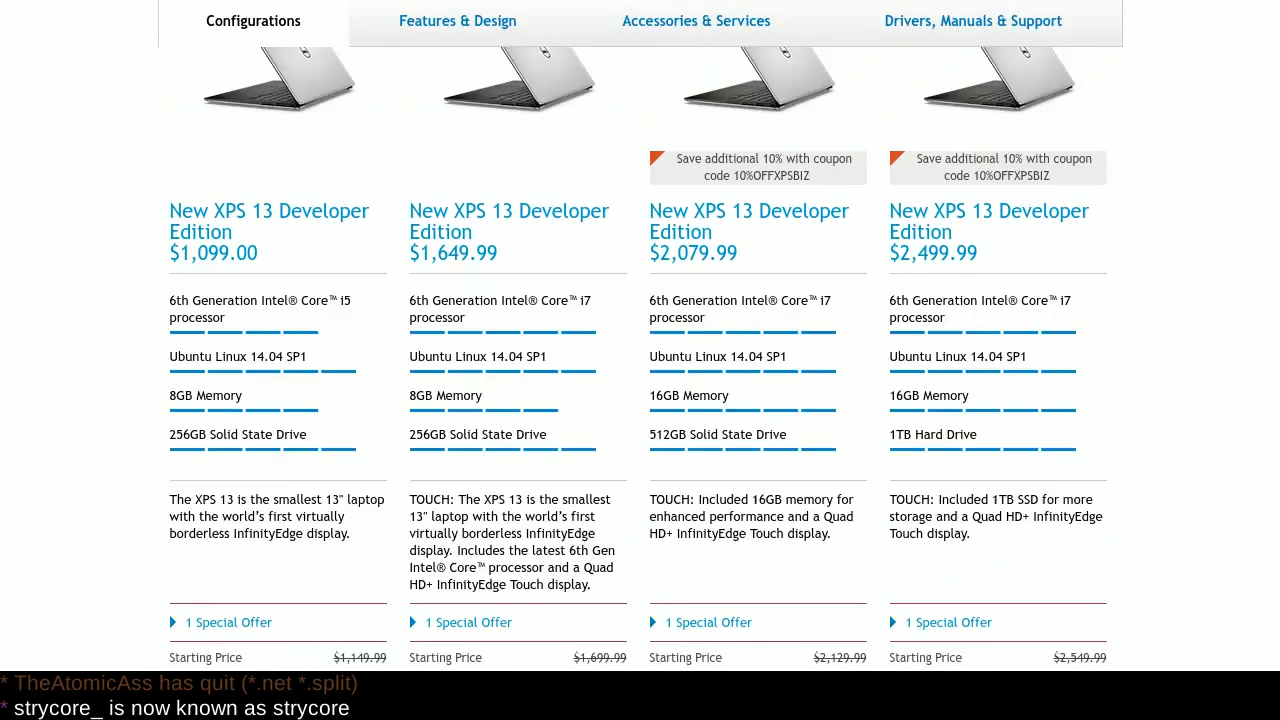 Configurations
Features & Design
Accessories & Services
Drivers, Manuals & Support
Save additional 10% with coupon
code 10%OFFXPSBIZ
Save additional 10% with coupon
code 10%OFFXPSBIZ
New XPS 13 Developer
Edition
$1,099.00
6th Generation Intel® Core™ i5
processor
Ubuntu Linux 14.04 SP1
8GB Memory
256GB Solid State Drive
The XPS 13 is the smallest 13" laptop
with the world’s first virtually
borderless InfinityEdge display.
1 Special Offer
Starting Price $1,149.99
New XPS 13 Developer
Edition
$1,649.99
6th Generation Intel® Core™ i7
processor
Ubuntu Linux 14.04 SP1
8GB Memory
256GB Solid State Drive
TOUCH: The XPS 13 is the smallest
13" laptop with the world’s first
virtually borderless InfinityEdge
display. Includes the latest 6th Gen
Intel® Core™ processor and a Quad
HD+ InfinityEdge Touch display.
1 Special Offer
Starting Price $1,699.99
New XPS 13 Developer
Edition
$2,079.99
6th Generation Intel® Core™ i7
processor
Ubuntu Linux 14.04 SP1
16GB Memory
512GB Solid State Drive
TOUCH: Included 16GB memory for
enhanced performance and a Quad
HD+ InfinityEdge Touch display.
1 Special Offer
Starting Price $2,129.99
New XPS 13 Developer
Edition
$2,499.99
6th Generation Intel® Core™ i7
processor
Ubuntu Linux 14.04 SP1
16GB Memory
1TB Hard Drive
TOUCH: Included 1TB SSD for more
storage and a Quad HD+ InfinityEdge
Touch display.
1 Special Offer
Starting Price $2,549.99
* TheAtomicAss has quit (*.net *.split)
* strycore_ is now known as strycore